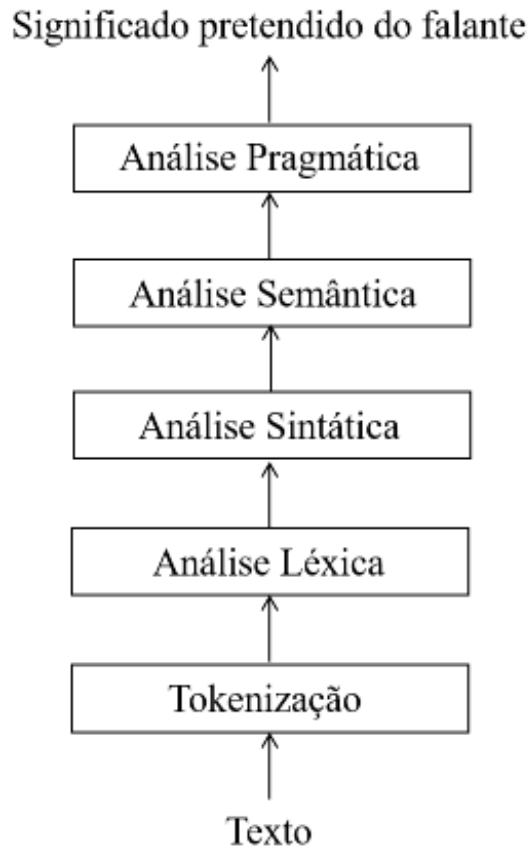 Significado pretendido do falante
Análise Pragmática
Análise Semântica
Análise Sintática
Análise Léxica
Tokenização
Texto